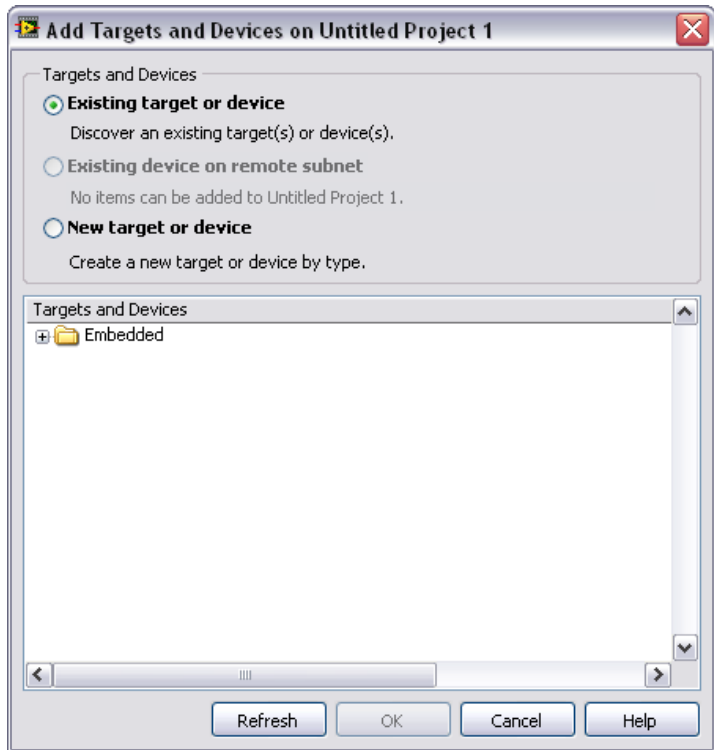 Add Targets and Devices on Untitled Project 1
Targets and Devices
Existing target or device
Discover an existing target(s) or device(s).
Existing device on remote subnet
No items can be added to Untitled Project 1.
New target or device
Create a new target or device by type.
Targets and Devices
Embedded
Refresh OK Cancel Help